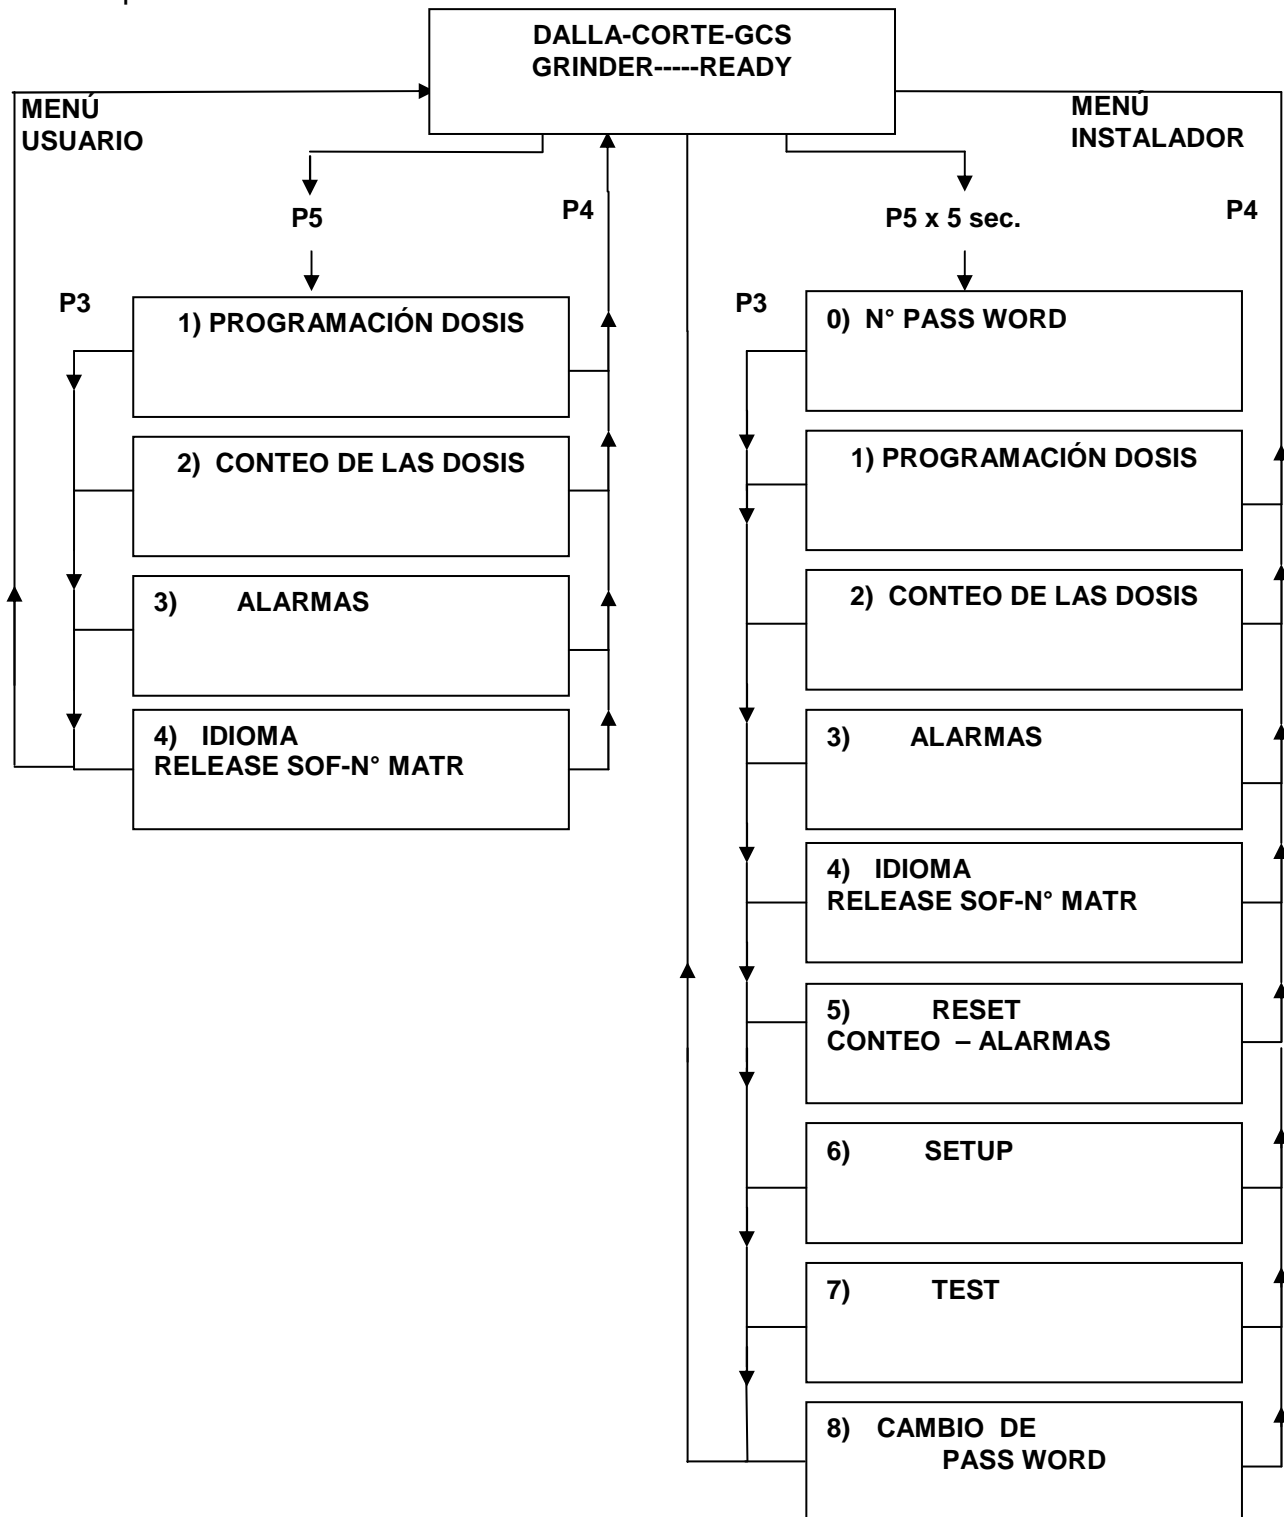 DALLA-CORTE-GCS
GRINDER-----READY
MENÚ
USUARIO
MENÚ
INSTALADOR
P5
P4
P5 x 5 sec.
P4
P3
1) PROGRAMACIÓN DOSIS
2) CONTEO DE LAS DOSIS
3) ALARMAS
4) IDIOMA
RELEASE SOF-N° MATR
P3
0) N° PASS WORD
1) PROGRAMACIÓN DOSIS
2) CONTEO DE LAS DOSIS
3) ALARMAS
4) IDIOMA
RELEASE SOF-N° MATR
5) RESET
CONTEO – ALARMAS
6) SETUP
7) TEST
8) CAMBIO DE
PASS WORD